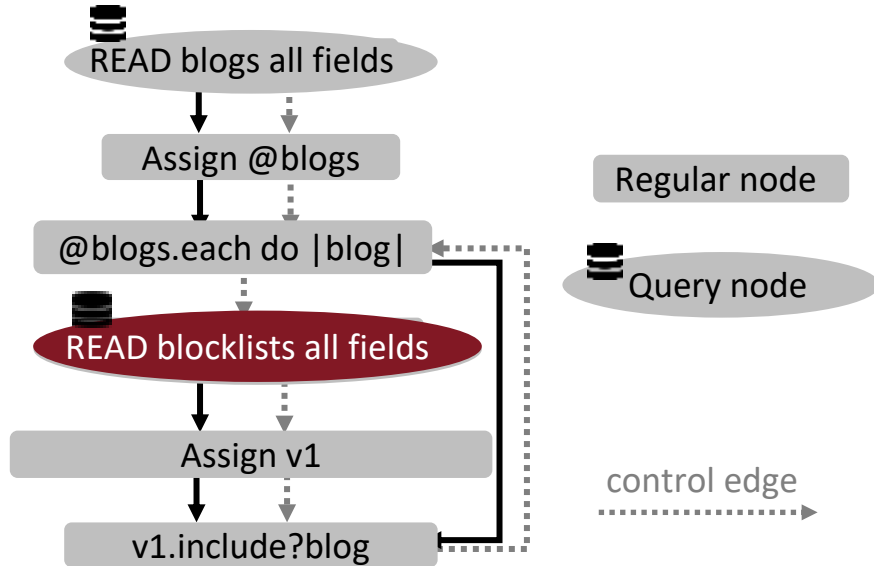 READ blogs all fields
Assign @blogs
@blogs.each do |blog|
READ blocklists all fields
Assign v1
v1.include?blog
Regular node
Query node
control edge